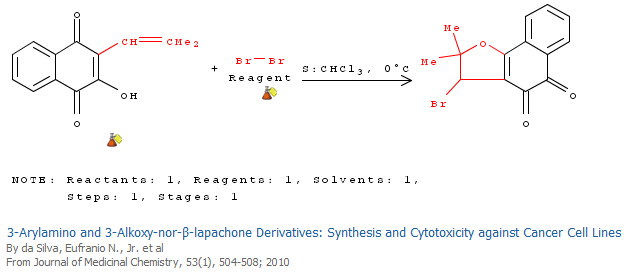 O
CH CMe2
OH
O
+
Br Br
Reagent
S:CHCl3, 0°C
Me
O
Me
Br
O
O
NOTE: Reactants: 1, Reagents: 1, Solvents: 1,
Steps: 1, Stages: 1
3-Arylamino and 3-Alkoxy-nor-β-lapachone Derivatives: Synthesis and Cytotoxicity against Cancer Cell Lines
By da Silva, Eufranio N., Jr. et al
From Journal of Medicinal Chemistry, 53(1), 504-508; 2010